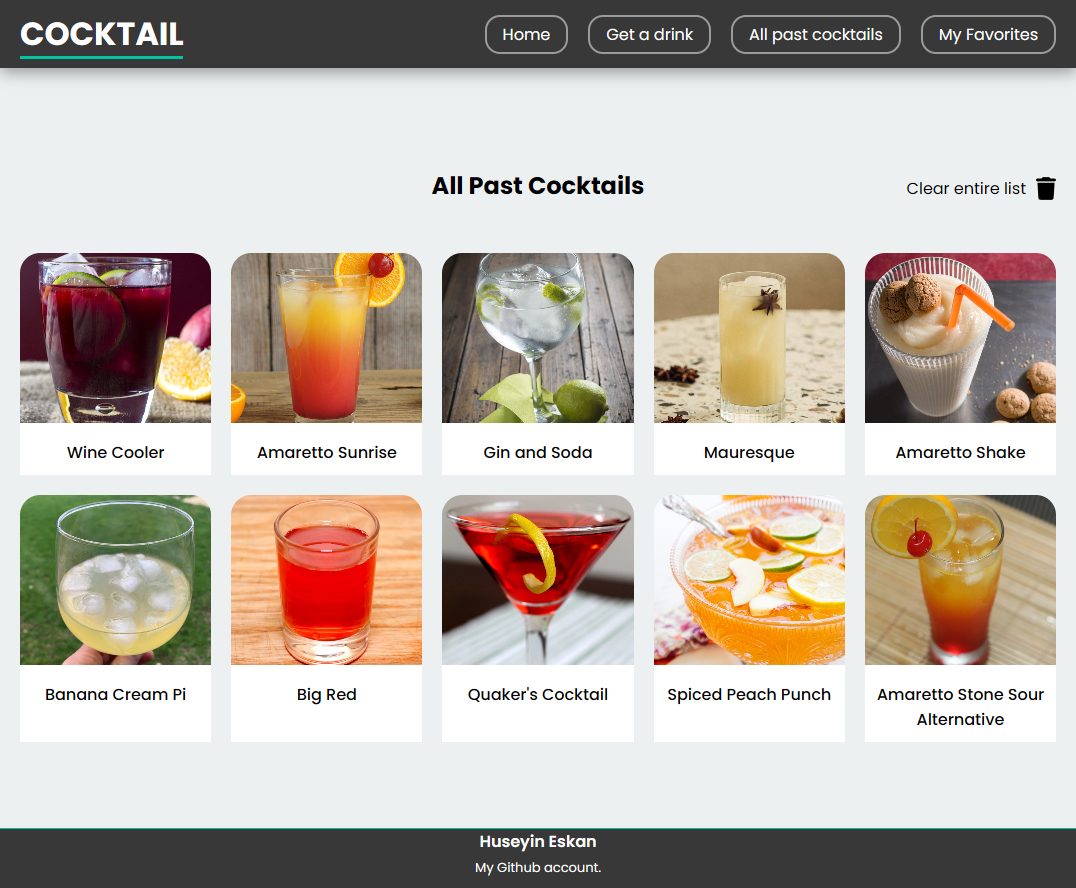 COCKTAIL
Home
Get a drink
All past cocktails
My Favorites
All Past Cocktails
Clear entire list
Wine Cooler
Amaretto Sunrise
Gin and Soda
Mauresque
Amaretto Shake
Banana Cream Pi
Big Red
Quaker's Cocktail
Spiced Peach Punch
Amaretto Stone Sour
Alternative
Huseyin Eskan
My Github account.